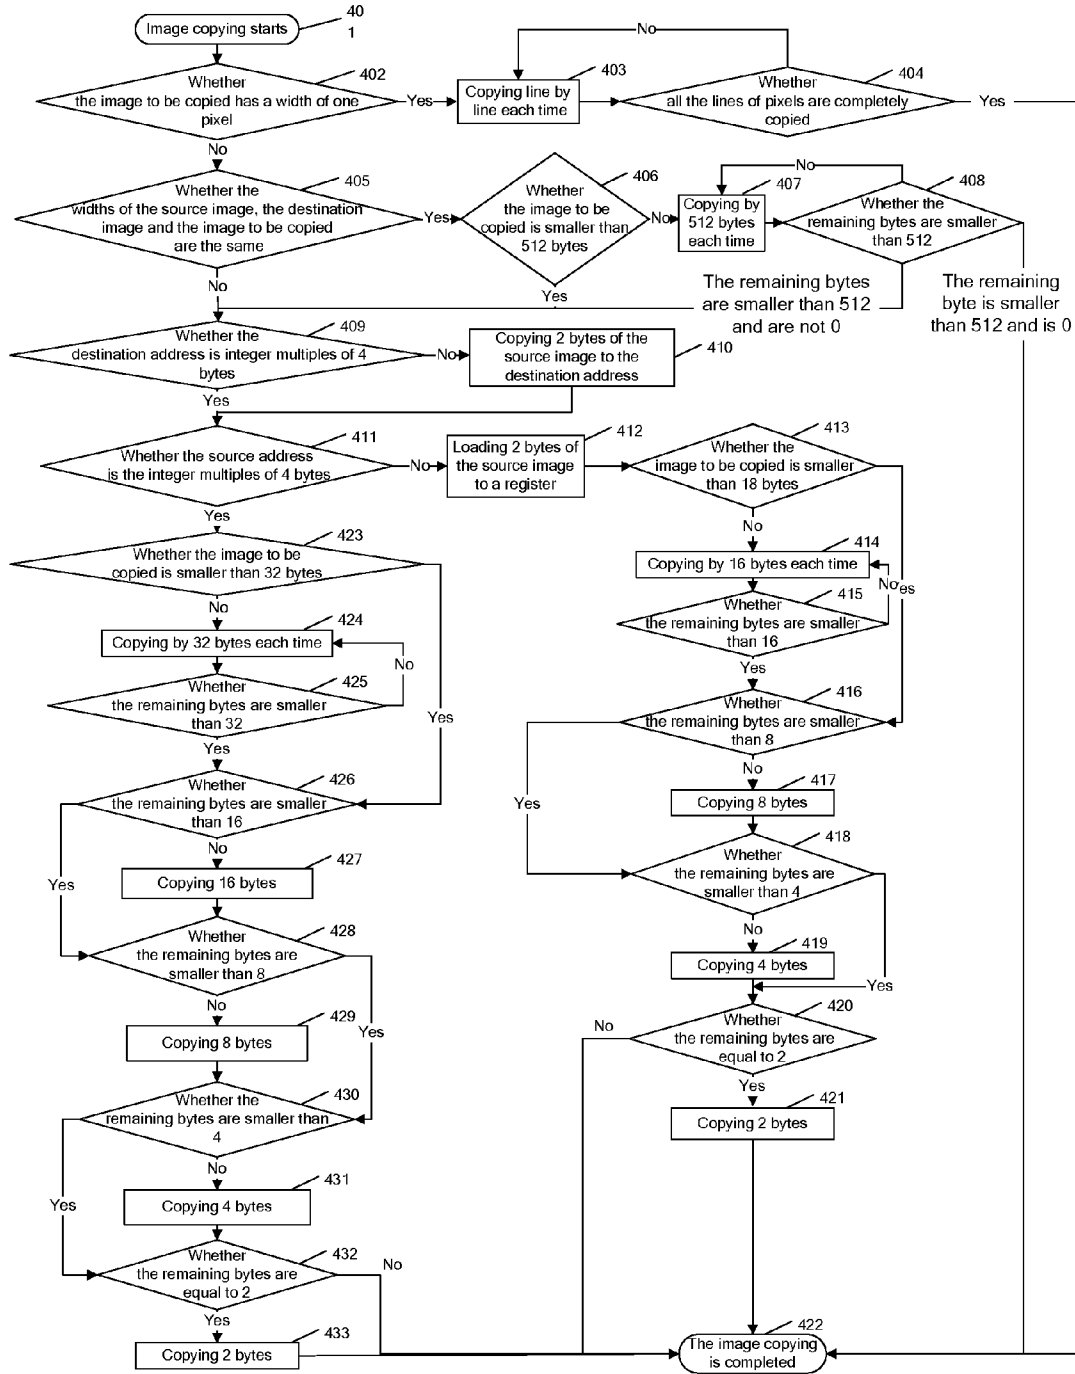 Image copying starts
40
1
Whether
the image to be copied has a width of one
pixel
402
Yes
Copying line by
line each time
403
No
Whether
all the lines of pixels are completely
copied
404
Yes
No
Whether the
widths of the source image, the destination
image and the image to be copied
are the same
405
Yes
Whether
the image to be
copied is smaller than
512 bytes
406
No
Copying by
512 bytes
each time
407
No
Whether the
remaining bytes are smaller
than 512
408
No
Yes
The remaining bytes
are smaller than 512
and are not 0
The remaining
byte is smaller
than 512 and is 0
Whether the
destination address is integer multiples of 4
bytes
409
No
Copying 2 bytes of the
source image to the
destination address
410
Yes
Whether the source address
is the integer multiples of 4 bytes
411
No
Loading 2 bytes of
the source image
to a register
412
Whether the
image to be copied is smaller
than 18 bytes
413
Yes
No
Yes
Whether the image to be
copied is smaller than 32 bytes
423
Copying by 16 bytes each time
414
No
Whether
the remaining bytes are smaller
than 16
415
Yes
No
Copying by 32 bytes each time
424
No
Whether
the remaining bytes are smaller
than 32
425
Yes
Yes
Whether
the remaining bytes are smaller
than 8
416
No
Yes
Whether
the remaining bytes are smaller
than 16
426
Copying 8 bytes
417
No
Yes
Whether
the remaining bytes are
smaller than 4
418
Copying 16 bytes
427
Yes
No
Whether
the remaining bytes are
smaller than 8
428
Copying 4 bytes
419
Yes
No
Yes
Whether
the remaining bytes are
equal to 2
420
No
Copying 8 bytes
429
Yes
Whether the
remaining bytes are smaller than
4
430
Copying 2 bytes
421
No
Yes
Copying 4 bytes
431
Whether
the remaining bytes are
equal to 2
432
No
Yes
Copying 2 bytes
433
The image copying
is completed
422